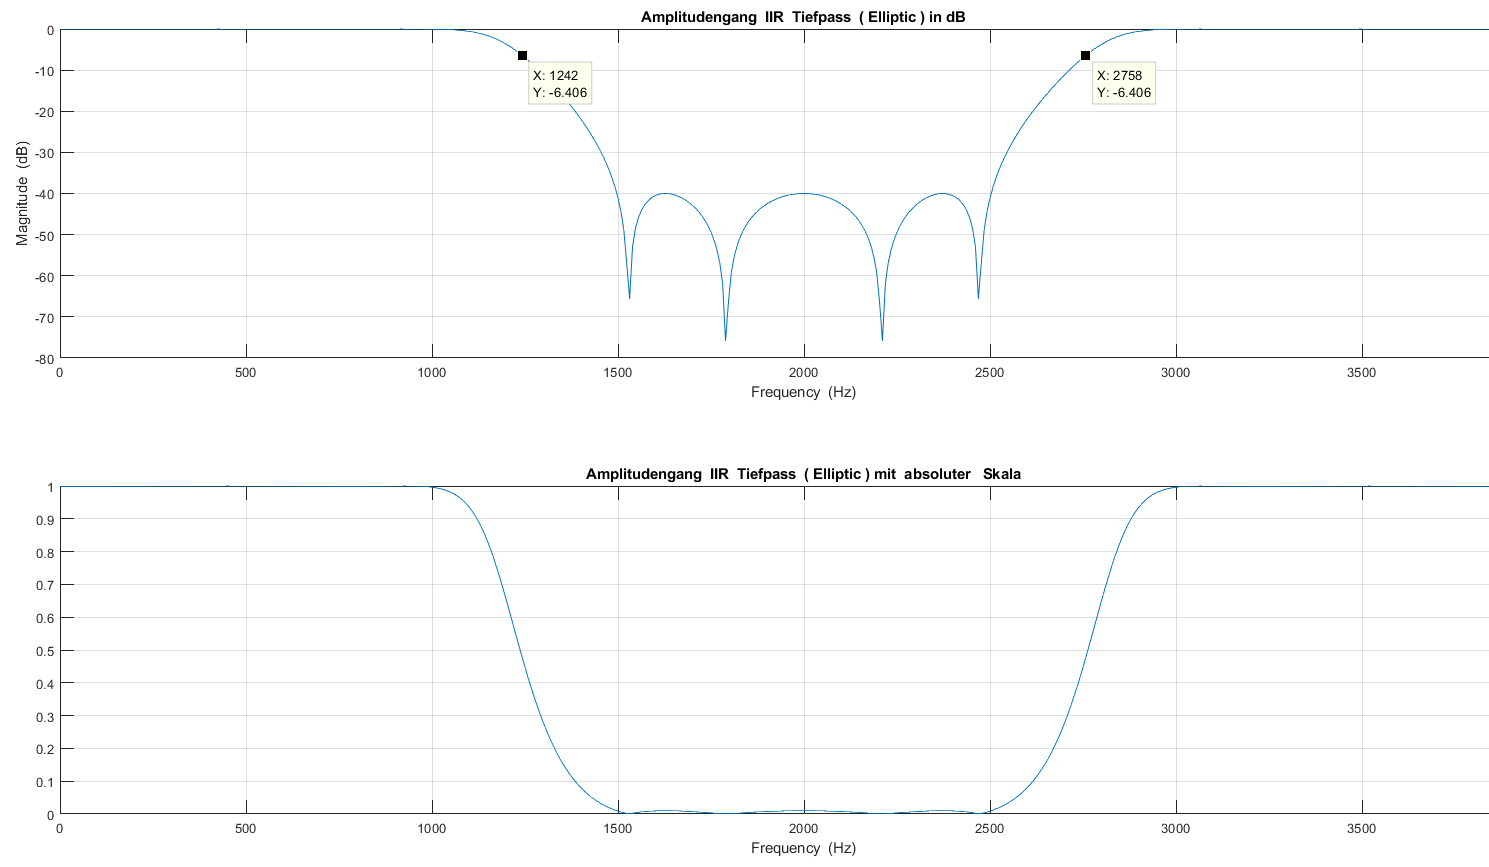 Amplitudengang IIR Tiefpass ( Elliptic ) in dB
0
-10
-20
-30
-40
-50
-60
-70
-80
Magnitude (dB)
X: 1242
Y: -6.406
X: 2758
Y: -6.406
0 500 1000 1500 2000 2500 3000 3500
Frequency (Hz)
Amplitudengang IIR Tiefpass ( Elliptic ) mit absoluter Skala
1
0.9
0.8
0.7
0.6
0.5
0.4
0.3
0.2
0.1
0
0 500 1000 1500 2000 2500 3000 3500
Frequency (Hz)